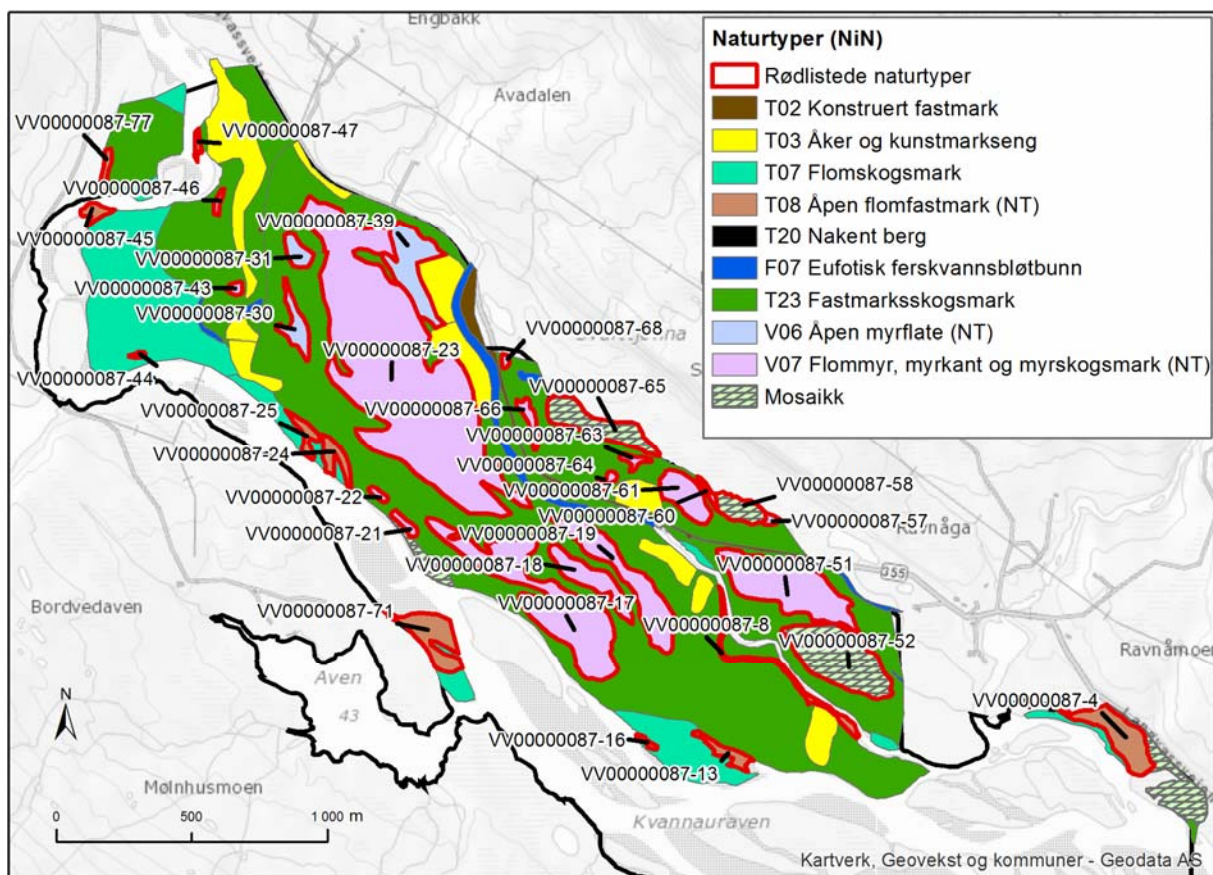 Engbakk
Avadalen
Naturtyper (NiN)
Rødlistede naturtyper
T02 Konstruert fastmark
T03 Åker og kunstmarkseng
T07 Flomskogsmark
T08 Åpen flomfastmark (NT)
T20 Nakent berg
F07 Eufotisk ferskvannsbløtbunn
T23 Fastmarksskogsmark
V06 Åpen myrflate (NT)
V07 Flommyr, myrkant og myrskogsmark (NT)
Mosaikk
VV00000087-77
VV00000087-47
VV00000087-46
VV00000087-39
VV00000087-45
VV00000087-31
VV00000087-43
VV00000087-30
VV00000087-23
VV00000087-68
VV00000087-44
VV00000087-65
VV00000087-25
VV00000087-66
VV00000087-63
VV00000087-24
VV00000087-64
VV00000087-22
VV00000087-61
VV00000087-58
VV00000087-60
VV00000087-57
Ravnåga
VV00000087-21
VV00000087-19
VV00000087-18
VV00000087-51
355
Bordvedaven
VV00000087-71
VV00000087-17
VV00000087-8
VV00000087-52
Ravnåmoen
Aven
43
VV00000087-4
N
VV00000087-16
VV00000087-13
Mølnhusmoen
0 500 1 000 m
Kvannauraven
Kartverk, Geovekst og kommuner - Geodata AS